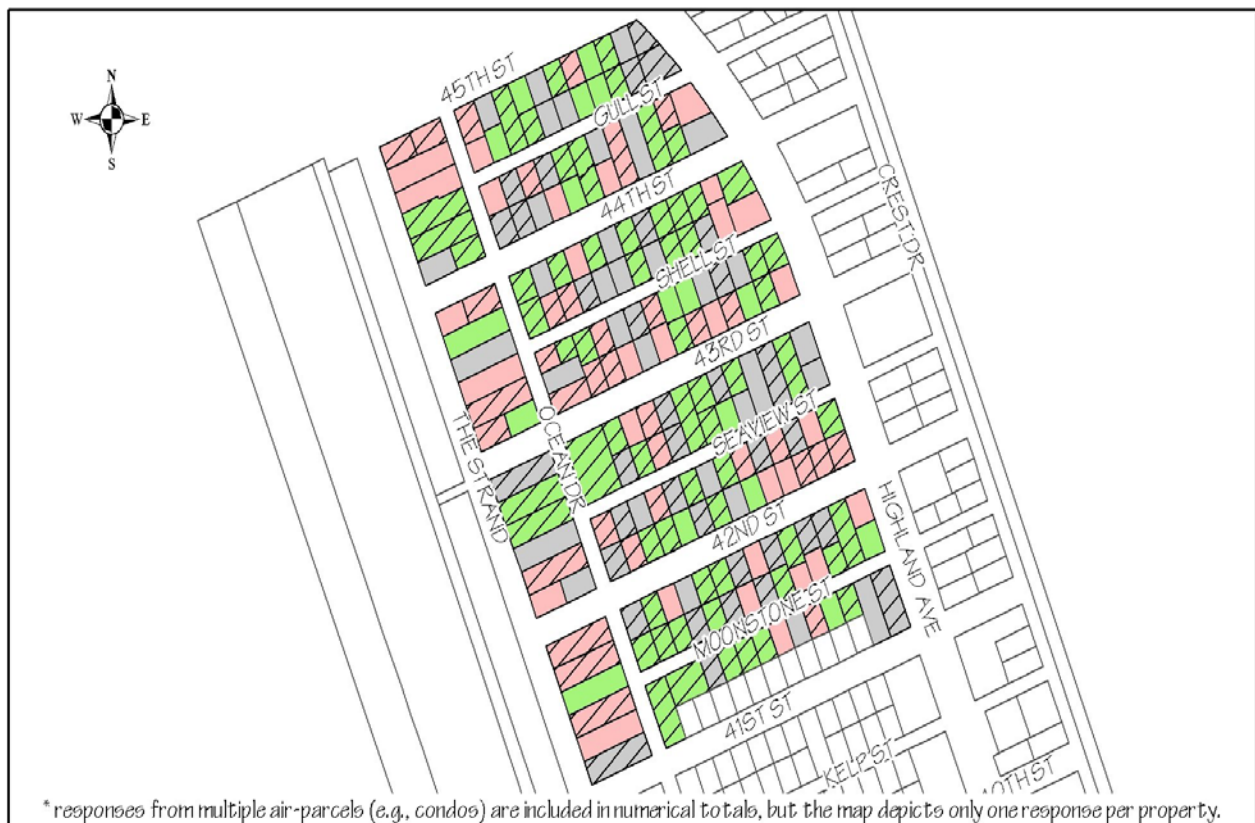 45TH ST
N
GULL ST
W E
S
44TH ST
CREST DR
SHELL ST
43RD ST
THE STRAND
OCEAN DR
SEAVIEW ST
42ND ST
HIGHLAND AVE
MOONSTONE ST
41ST ST
KELP ST
40TH ST
* responses from multiple air-parcels (e.g., condos) are included in numerical totals, but the map depicts only one response per property.